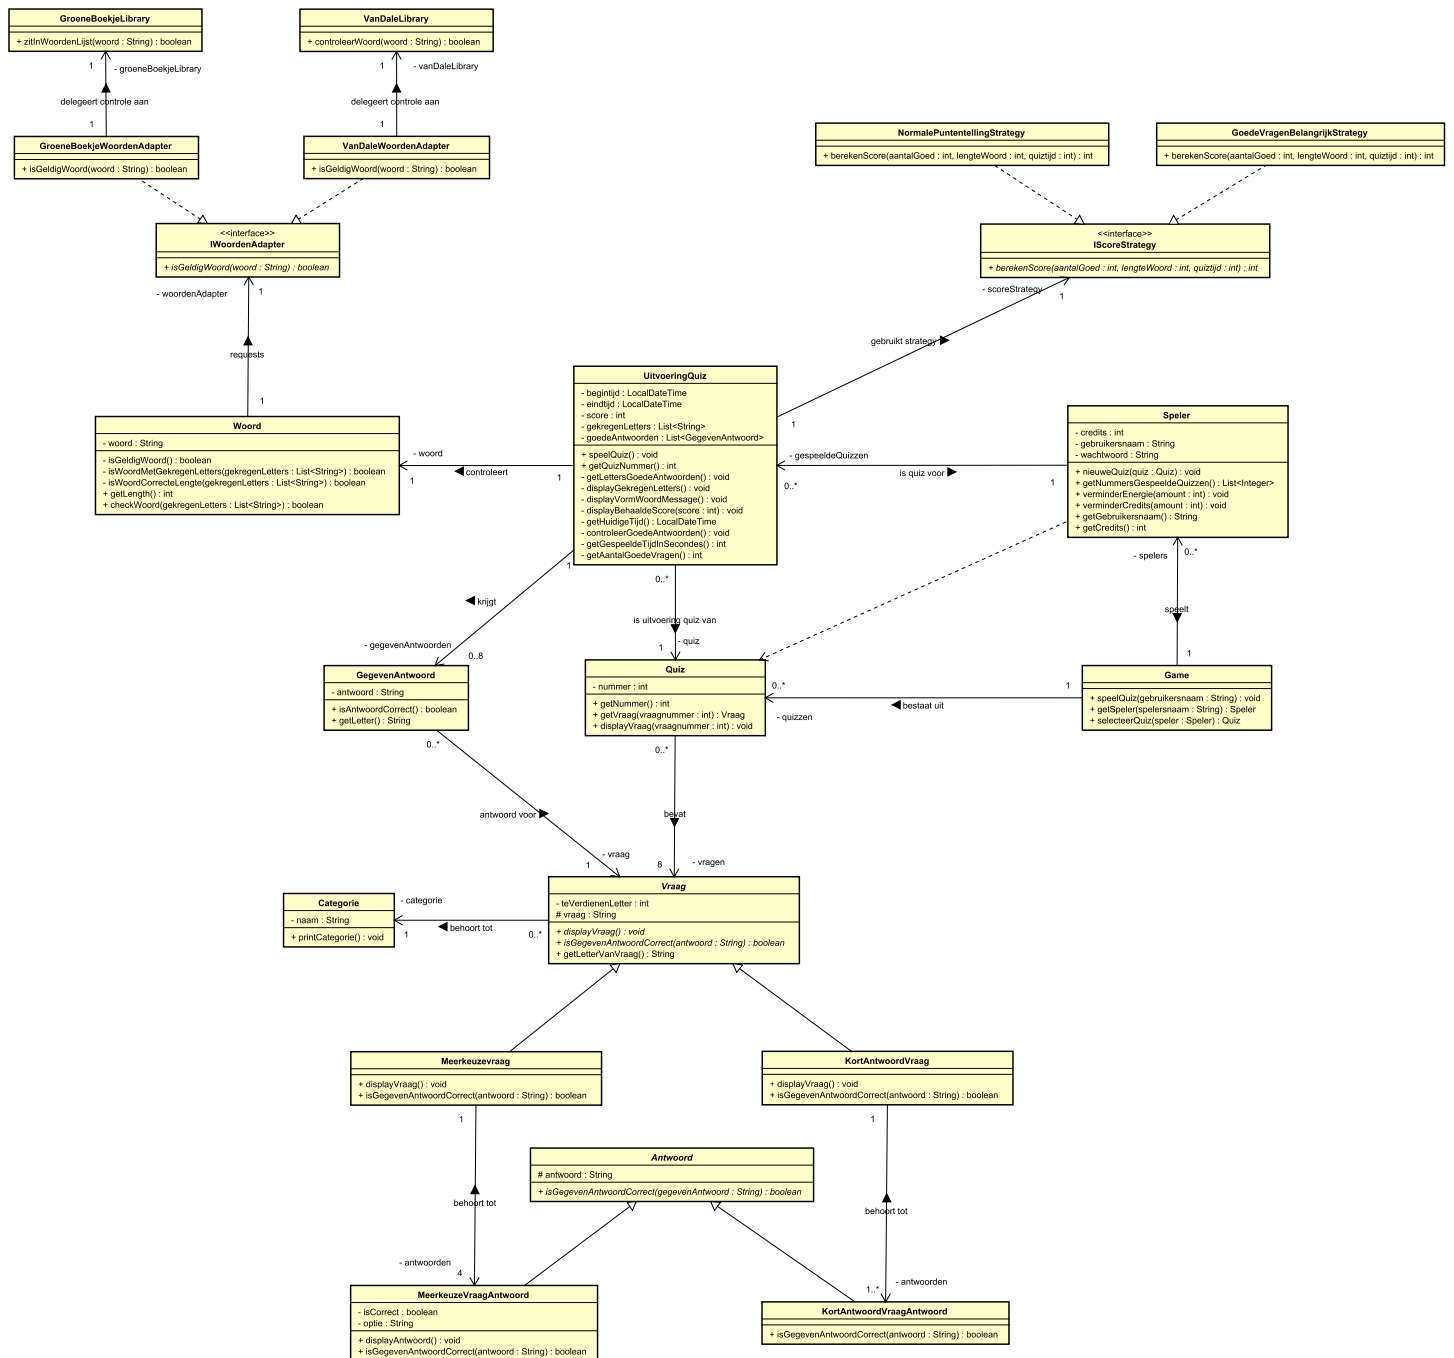 GroeneBoekjeLibrary
+ zitInWoordenLijst(woord : String) : boolean
VanDaleLibrary
+ controleerWoord(woord : String) : boolean
1
- groeneBoekjeLibrary
delegeert controle aan
1
1
- vanDaleLibrary
delegeert controle aan
1
GroeneBoekjeWoordenAdapter
+ isGeldigWoord(woord : String) : boolean
VanDaleWoordenAdapter
+ isGeldigWoord(woord : String) : boolean
NormalePuntentellingStrategy
+ berekenScore(aantalGoed : int, lengteWoord : int, quiztijd : int) : int
GoedeVragenBelangrijkStrategy
+ berekenScore(aantalGoed : int, lengteWoord : int, quiztijd : int) : int
<<interface>>
IWoordenAdapter
+ isGeldigWoord(woord : String) : boolean
<<interface>>
IScoreStrategy
+ berekenScore(aantalGoed : int, lengteWoord : int, quiztijd : int) : int
- woordenAdapter
1
requests
1
- scoreStrategy
1
gebruikt strategy
1
UitvoeringQuiz
- begintijd : LocalDateTime
- eindtijd : LocalDateTime
- score : int
- gekregenLetters : List<String>
- goedeAntwoorden : List<GegevenAntwoord>
+ speelQuiz() : void
+ getQuizNummer() : int
- getLettersGoedeAntwoorden() : void
- displayGekregenLetters() : void
- displayVormWoordMessage() : void
- displayBehaaldeScore(score : int) : void
- getHuidigeTijd() : LocalDateTime
- controleerGoedeAntwoorden() : void
- getGespeeldeTijdInSecondes() : int
- getAantalGoedeVragen() : int
Woord
- woord : String
- isGeldigWoord() : boolean
- isWoordMetGekregenLetters(gekregenLetters : List<String>) : boolean
- isWoordCorrecteLengte(gekregenLetters : List<String>) : boolean
+ getLength() : int
+ checkWoord(gekregenLetters : List<String>) : boolean
- woord
controleert
1
1
Speler
- credits : int
- gebruikersnaam : String
- wachtwoord : String
+ nieuweQuiz(quiz : Quiz) : void
+ getNummersGespeeldeQuizzen() : List<Integer>
+ verminderEnergie(amount : int) : void
+ verminderCredits(amount : int) : void
+ getGebruikersnaam() : String
+ getCredits() : int
- gespeeldeQuizzen
is quiz voor
0..*
1
- spelers
0..*
speelt
1
1
krijgt
- gegevenAntwoorden
0..8
0..*
is uitvoering quiz van
1
- quiz
GegevenAntwoord
- antwoord : String
+ isAntwoordCorrect() : boolean
+ getLetter() : String
Quiz
- nummer : int
+ getNummer() : int
+ getVraag(vraagnummer : int) : Vraag
+ displayVraag(vraagnummer : int) : void
Game
+ speelQuiz(gebruikersnaam : String) : void
+ getSpeler(spelersnaam : String) : Speler
+ selecteerQuiz(speler : Speler) : Quiz
0..*
1
bestaat uit
- quizzen
0..*
antwoord voor
- vraag
1
0..*
bevat
8
- vragen
Categorie
- naam : String
+ printCategorie() : void
- categorie
behoort tot
1
0..*
Vraag
- teVerdienenLetter : int
# vraag : String
+ displayVraag() : void
+ isGegevenAntwoordCorrect(antwoord : String) : boolean
+ getLetterVanVraag() : String
Meerkeuzevraag
+ displayVraag() : void
+ isGegevenAntwoordCorrect(antwoord : String) : boolean
KortAntwoordVraag
+ displayVraag() : void
+ isGegevenAntwoordCorrect(antwoord : String) : boolean
1
behoort tot
- antwoorden
4
1
behoort tot
1..*
- antwoorden
Antwoord
# antwoord : String
+ isGegevenAntwoordCorrect(gegevenAntwoord : String) : boolean
MeerkeuzeVraagAntwoord
- isCorrect : boolean
- optie : String
+ displayAntwoord() : void
+ isGegevenAntwoordCorrect(antwoord : String) : boolean
KortAntwoordVraagAntwoord
+ isGegevenAntwoordCorrect(antwoord : String) : boolean